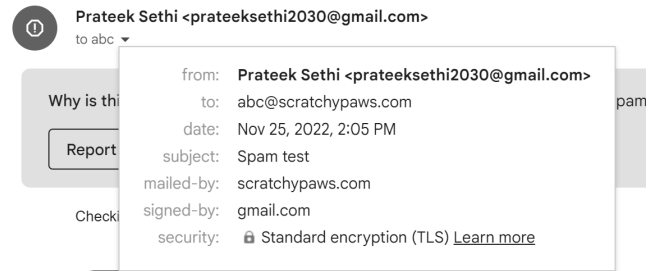 Prateek Sethi <prateeksethi2030@gmail.com>
to abc
Why is thi
pam
Report
Checki
from: Prateek Sethi <prateeksethi2030@gmail.com>
to: abc@scratchypaws.com
date: Nov 25, 2022, 2:05 PM
subject: Spam test
mailed-by: scratchypaws.com
signed-by: gmail.com
security: Standard encryption (TLS) Learn more